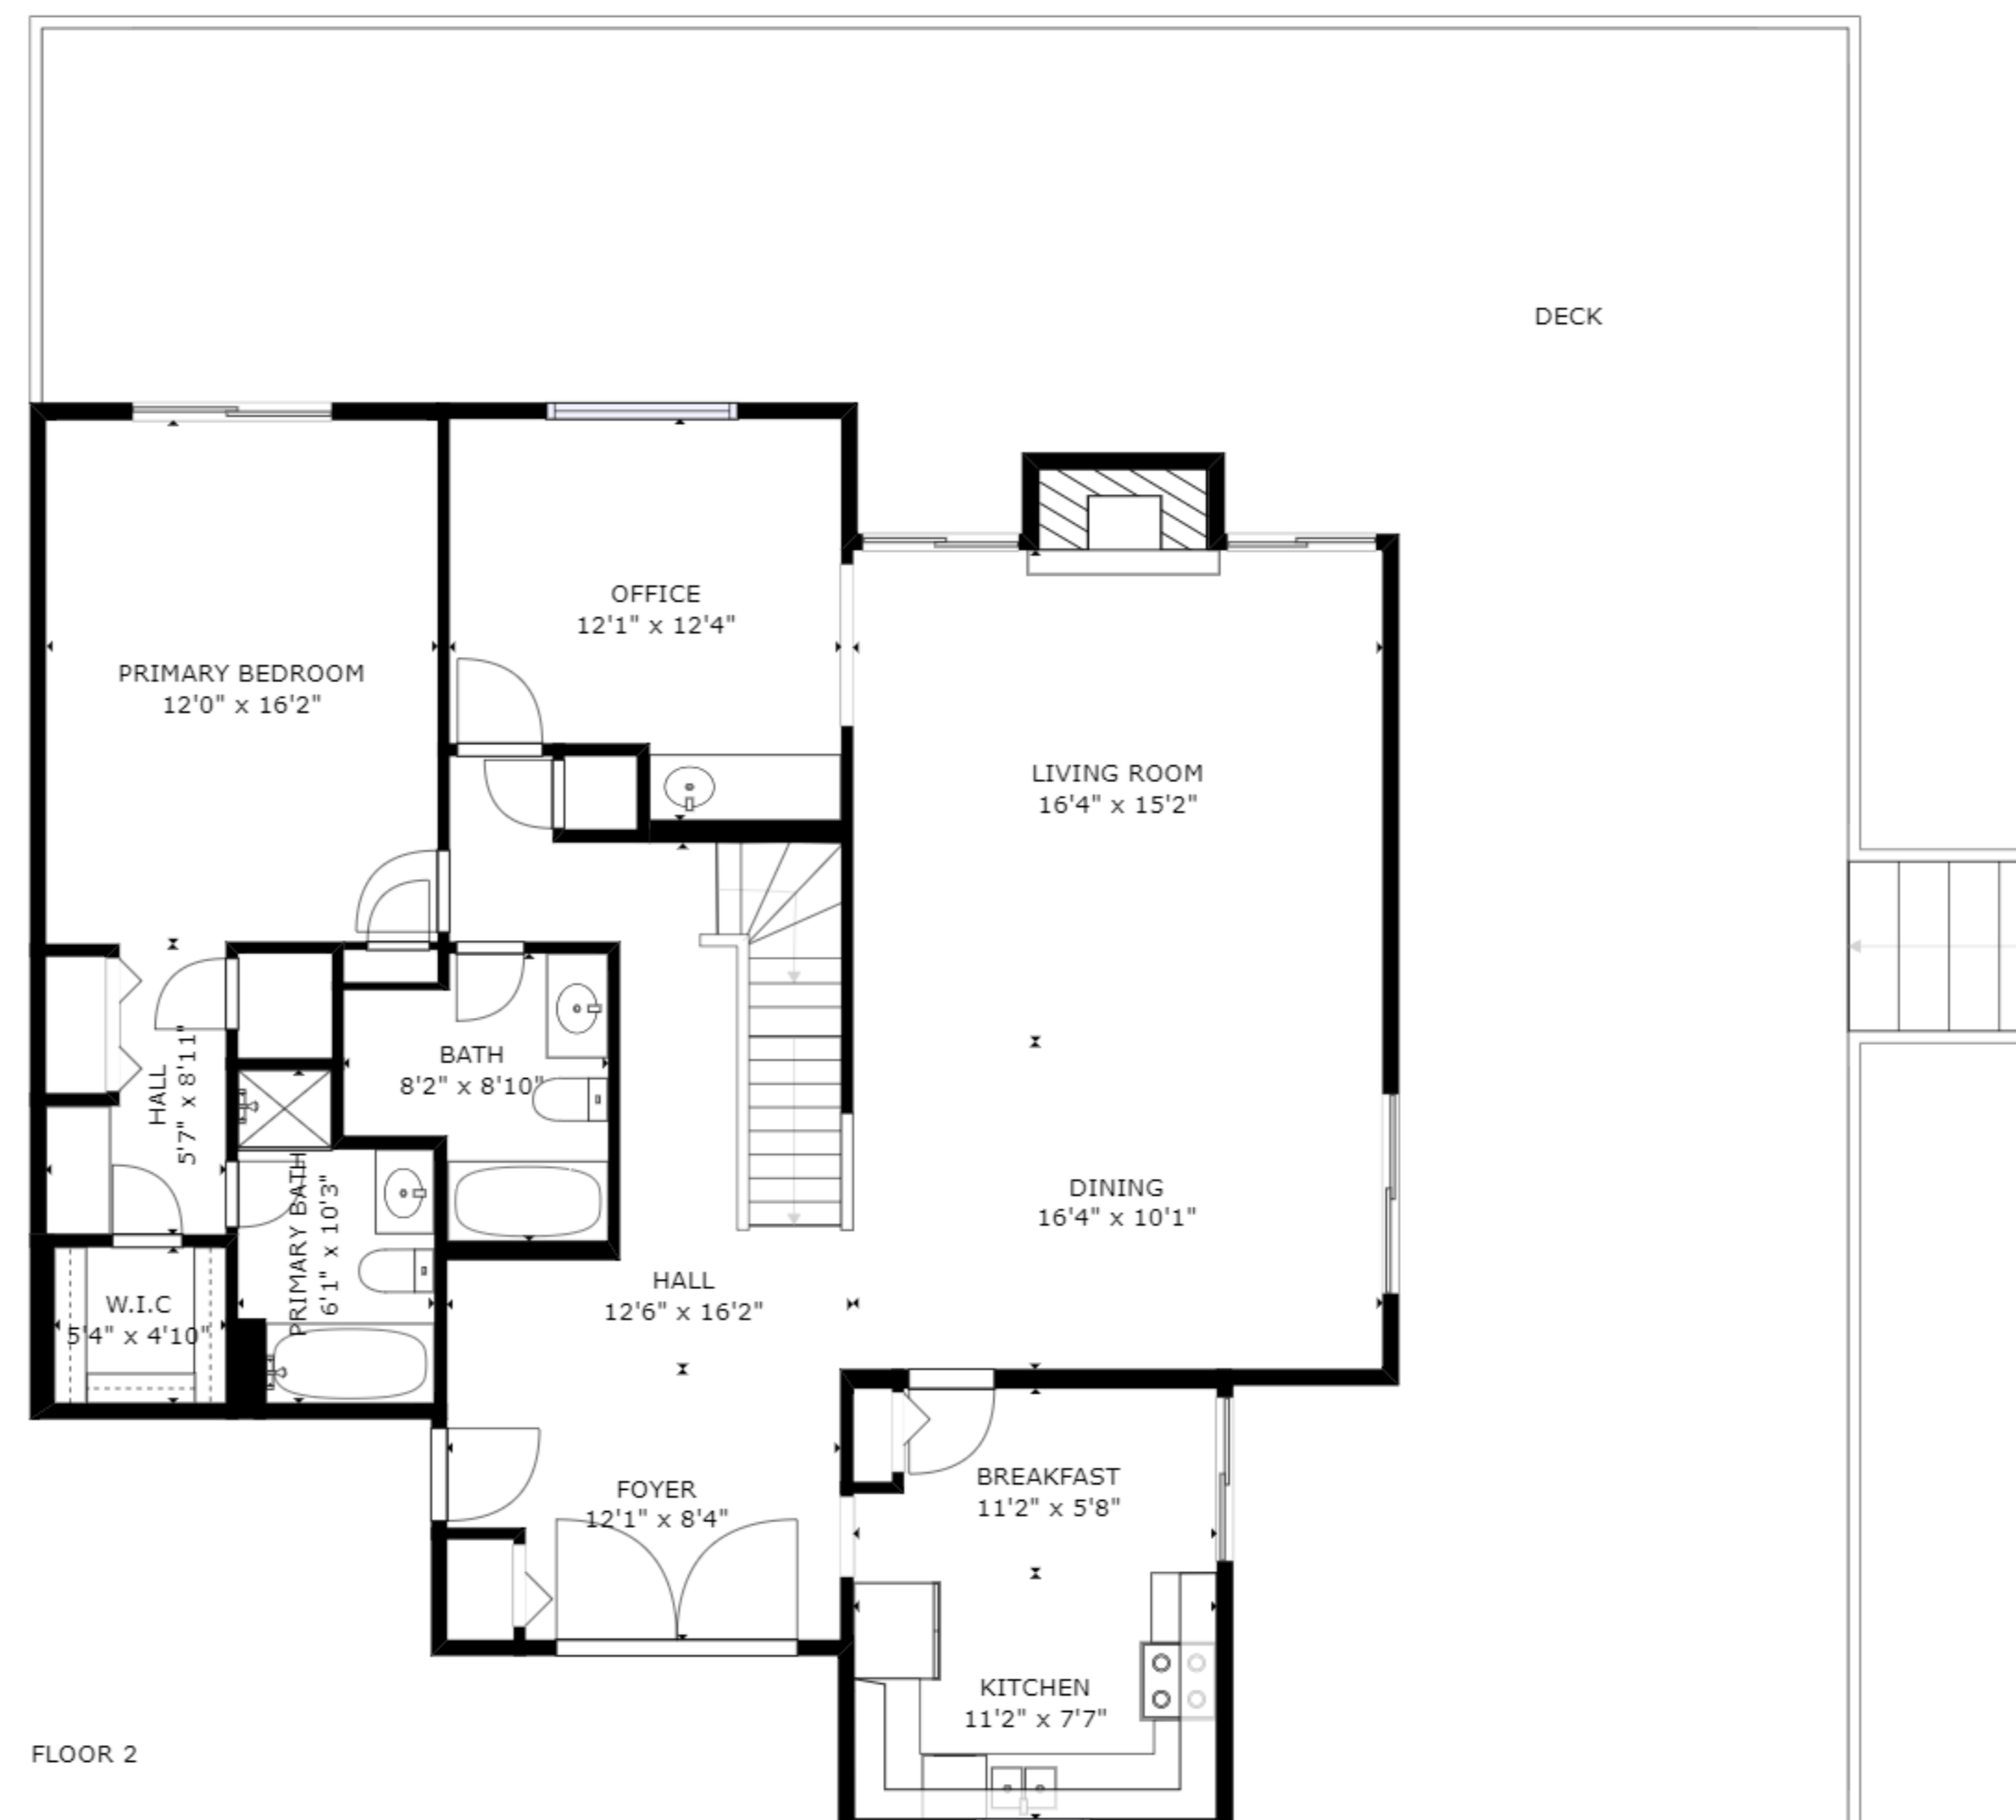 DECK
OFFICE
12'1" x 12'4"
PRIMARY BEDROOM
12'0" x 16'2"
LIVING ROOM
16'4" x 15'2"
BATH
8'2" x 8'10"
HALL
5'7" x 8'11"
PRIMARY BATH
6'1" x 10'3"
DINING
16'4" x 10'1"
HALL
12'6" x 16'2"
W.I.C
5'4" x 4'10"
BREAKFAST
11'2" x 5'8"
FOYER
12'1" x 8'4"
KITCHEN
11'2" x 7'7"
FLOOR 2